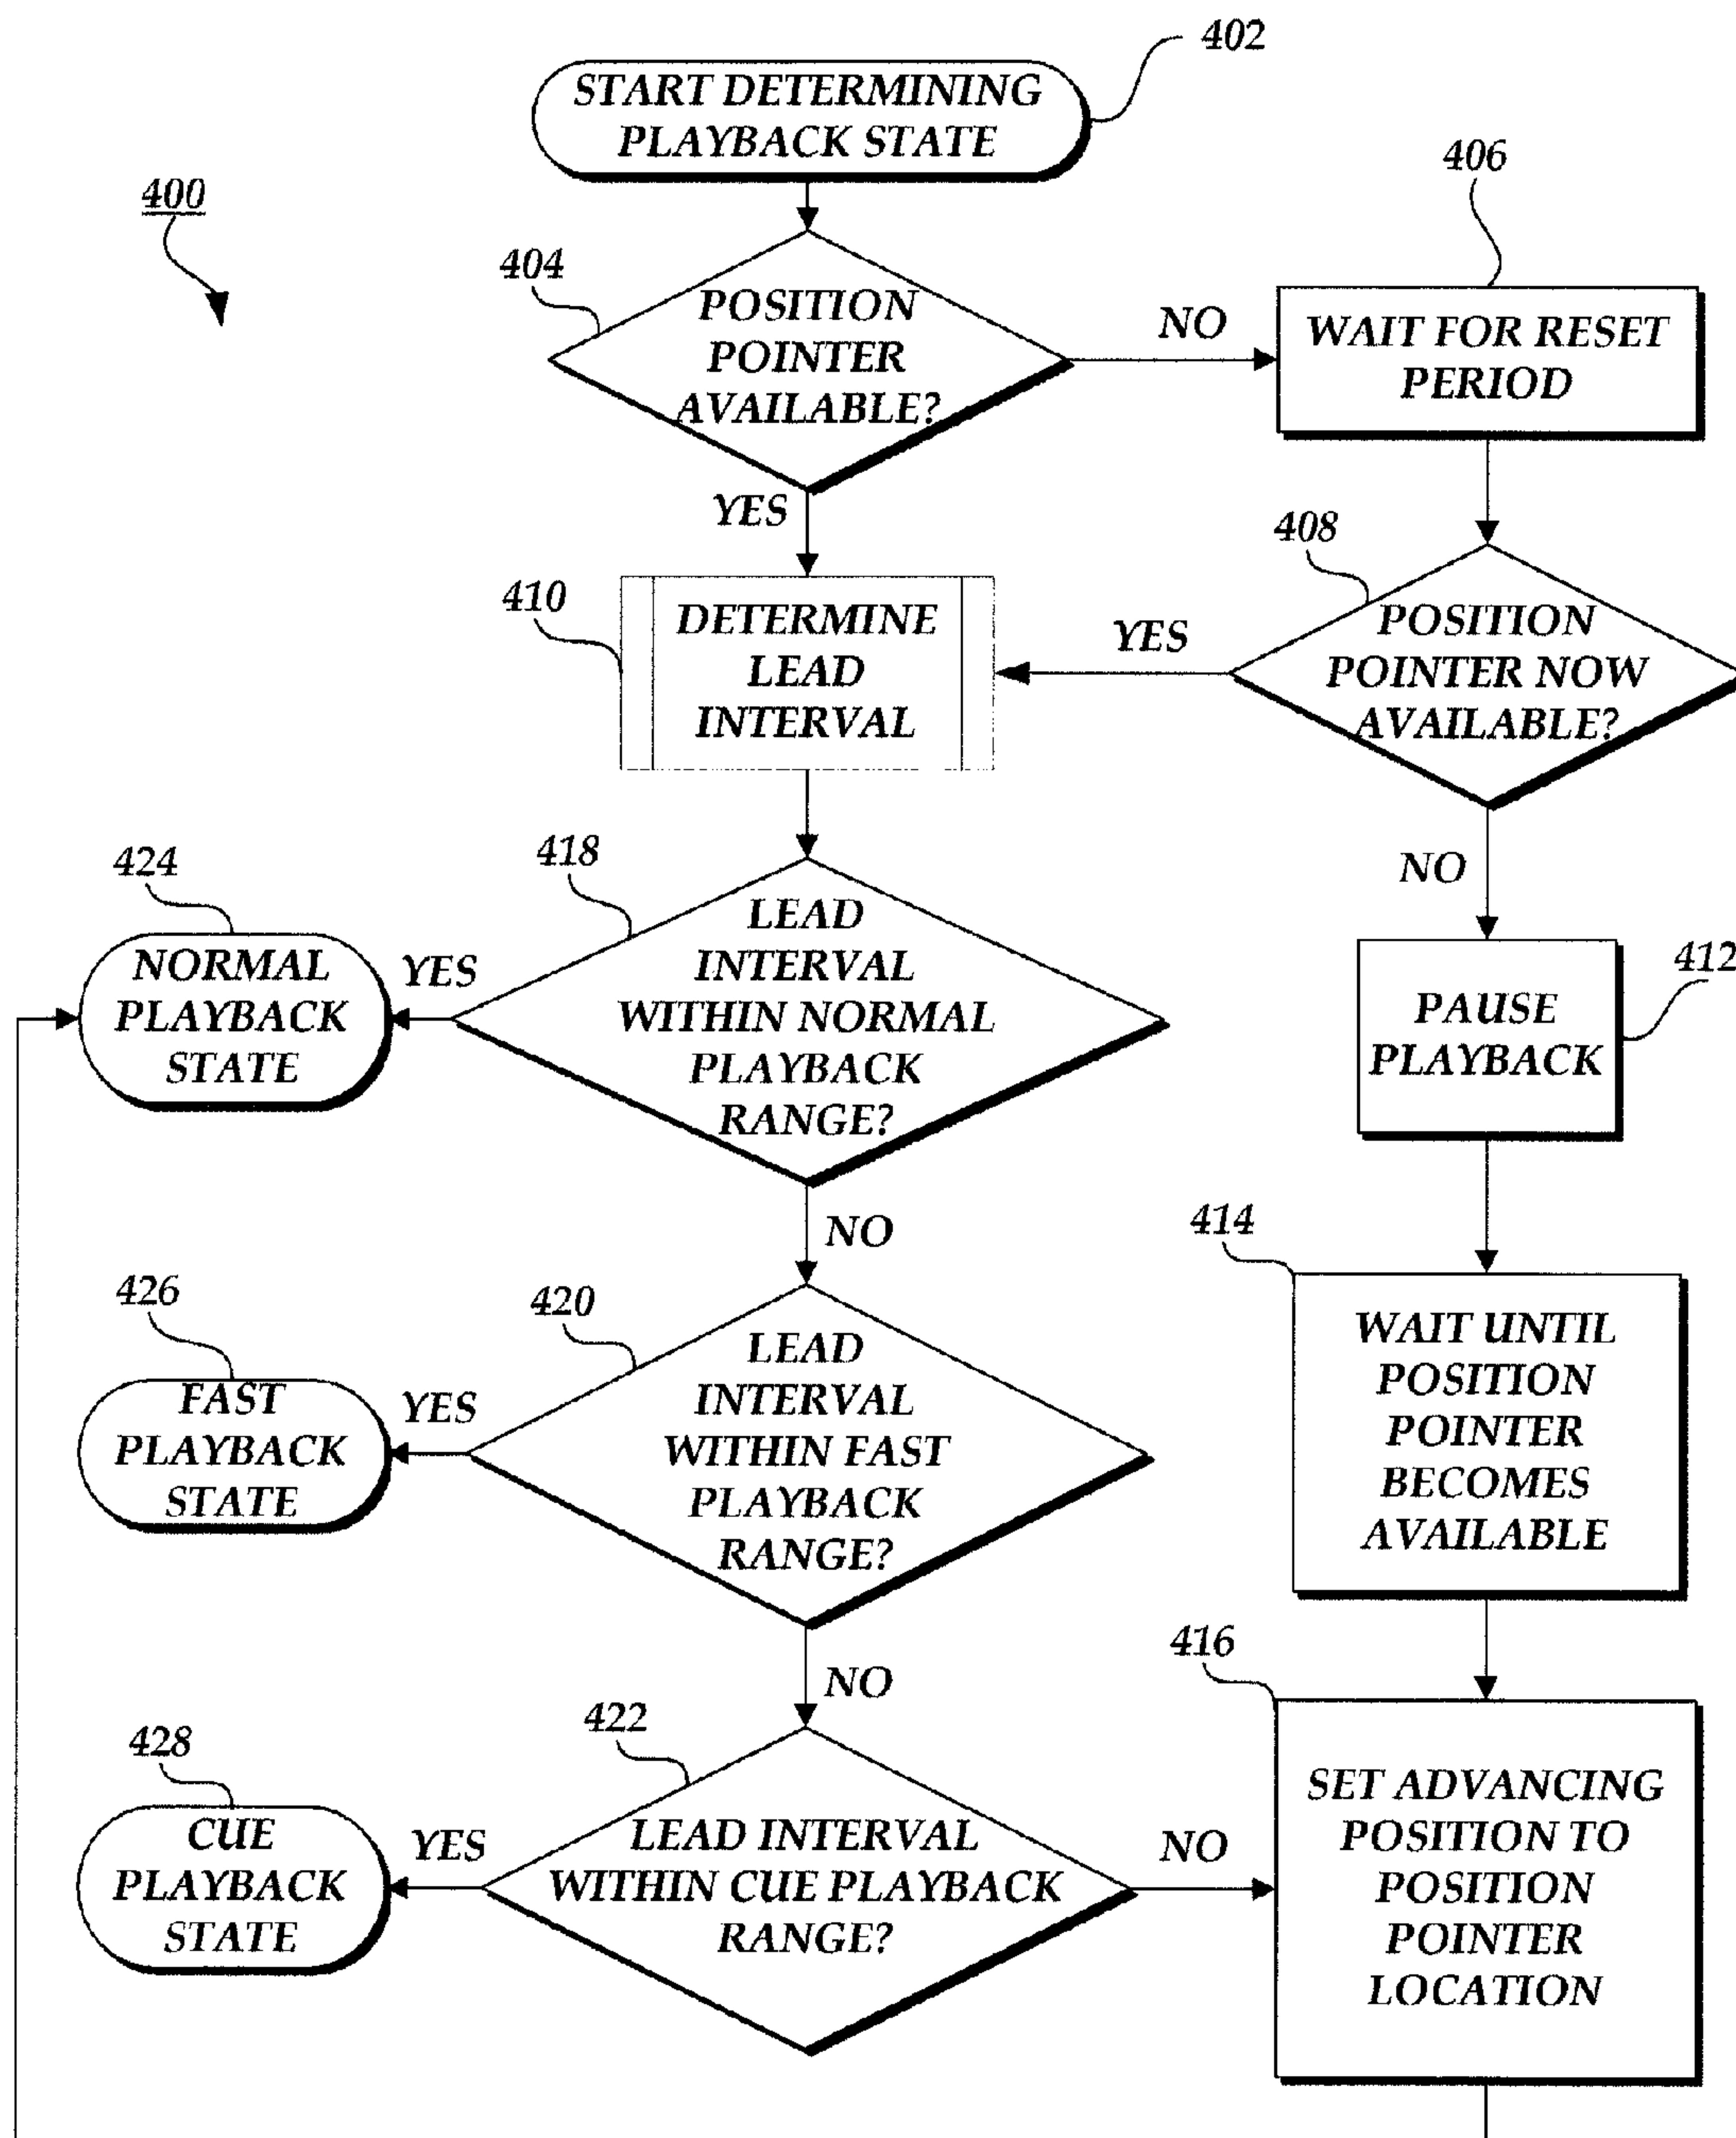 402
START DETERMINING
PLAYBACK STATE
400
406
404
POSITION
POINTER
AVAILABLE?
NO
WAIT FOR RESET
PERIOD
YES
408
410
DETERMINE
LEAD
INTERVAL
YES
POSITION
POINTER NOW
AVAILABLE?
NO
424
418
412
NORMAL
PLAYBACK
STATE
YES
LEAD
INTERVAL
WITHIN NORMAL
PLAYBACK
RANGE?
PAUSE
PLAYBACK
NO
414
426
420
FAST
PLAYBACK
STATE
YES
LEAD
INTERVAL
WITHIN FAST
PLAYBACK
RANGE?
WAIT UNTIL
POSITION
POINTER
BECOMES
AVAILABLE
NO
416
428
422
CUE
PLAYBACK
STATE
YES
LEAD INTERVAL
WITHIN CUE PLAYBACK
RANGE?
NO
SET ADVANCING
POSITION TO
POSITION
POINTER
LOCATION